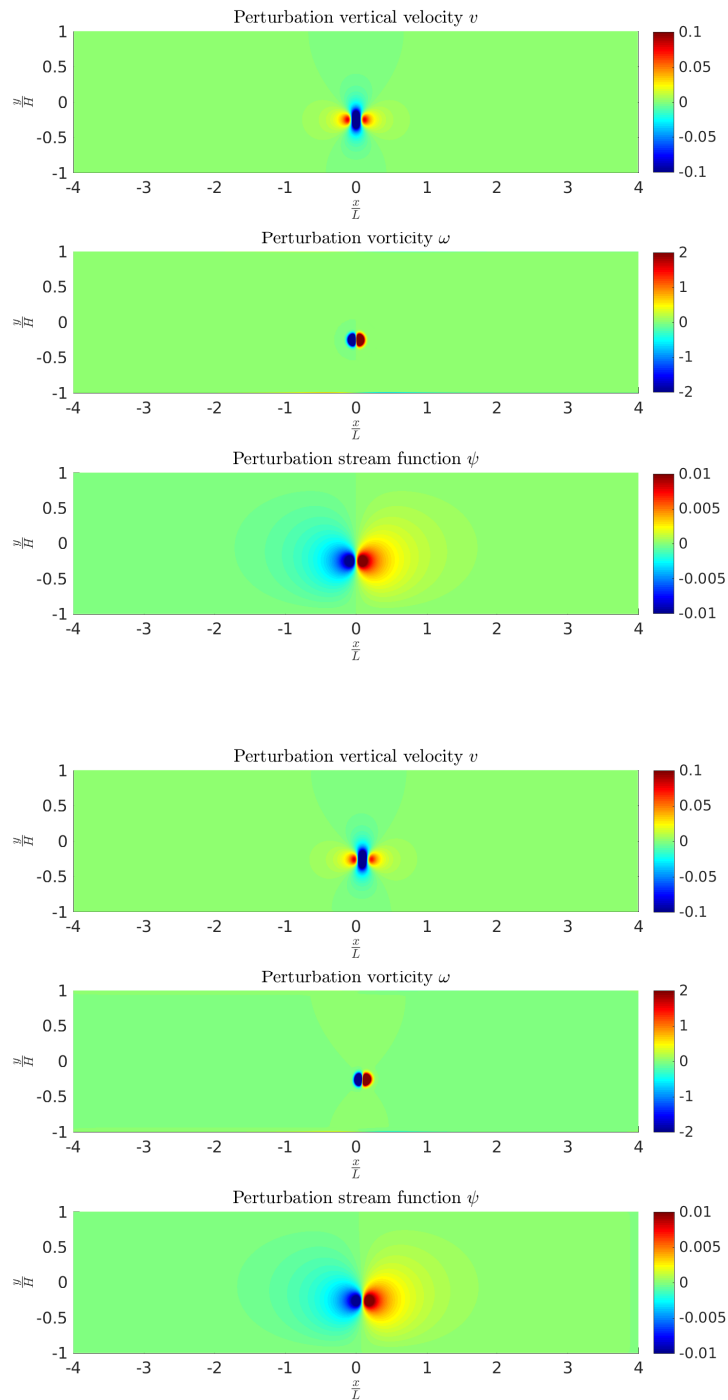 Perturbation vertical velocity v
1
0.5
0
-0.5
-1
y/H
-4 -3 -2 -1 0 1 2 3 4
x/L
0.1
0.05
0
-0.05
-0.1
Perturbation vorticity ω
1
0.5
0
-0.5
-1
y/H
-4 -3 -2 -1 0 1 2 3 4
x/L
2
1
0
-1
-2
Perturbation stream function ψ
1
0.5
0
-0.5
-1
y/H
-4 -3 -2 -1 0 1 2 3 4
x/L
0.01
0.005
0
-0.005
-0.01
Perturbation vertical velocity v
1
0.5
0
-0.5
-1
y/H
-4 -3 -2 -1 0 1 2 3 4
x/L
0.1
0.05
0
-0.05
-0.1
Perturbation vorticity ω
1
0.5
0
-0.5
-1
y/H
-4 -3 -2 -1 0 1 2 3 4
x/L
2
1
0
-1
-2
Perturbation stream function ψ
1
0.5
0
-0.5
-1
y/H
-4 -3 -2 -1 0 1 2 3 4
x/L
0.01
0.005
0
-0.005
-0.01